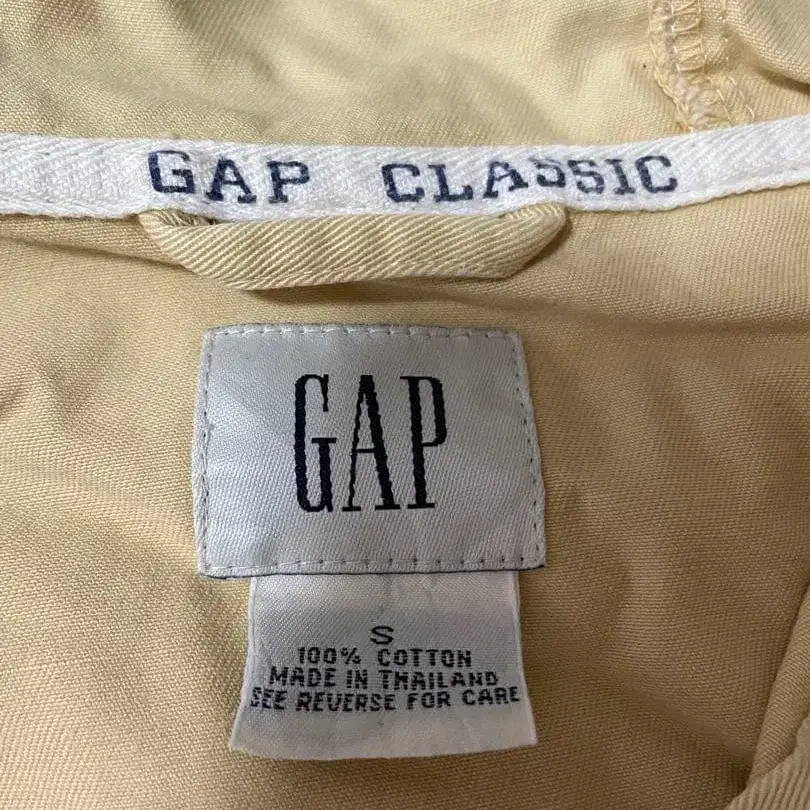 GAP CLASSIC
GAP
S
100% COTTON
MADE IN THAILAND
SEE REVERSE FOR CARE